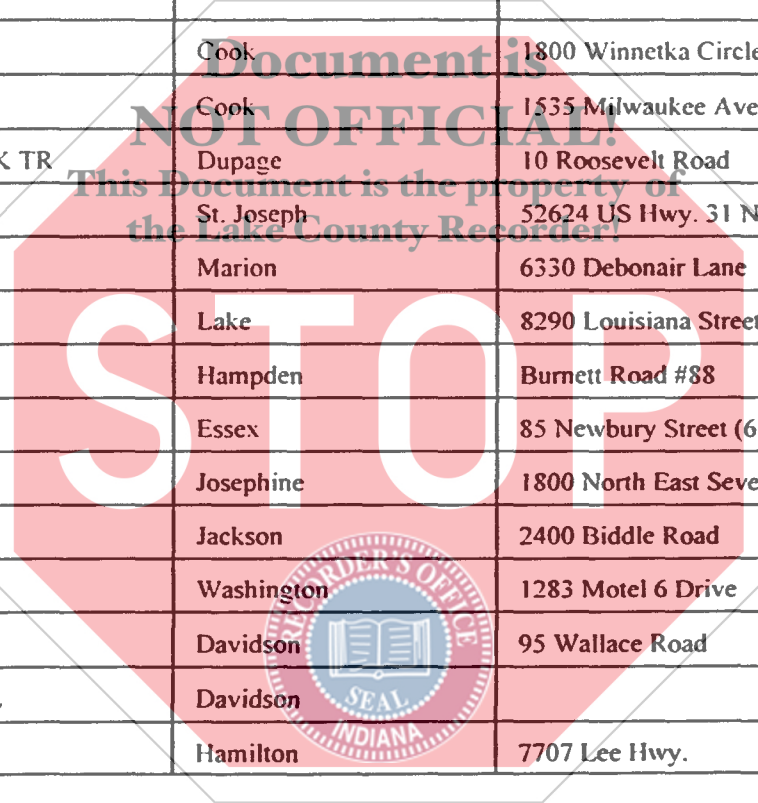 Cook 1800 Winnetka Circle
Document is
Cook 1535 Milwaukee Ave
NOT OFFICIAL!
K TR Dupage 10 Roosevelt Road
This Document is the property of
St. Joseph 52624 US Hwy. 31 N
the Lake County Recorder!
Marion 6330 Debonair Lane
Lake 8290 Louisiana Street
Hampden Burnett Road #88
Essex 85 Newbury Street (6
Josephine 1800 North East Seve
Jackson 2400 Biddle Road
Washington 1283 Motel 6 Drive
Davidson 95 Wallace Road
Davidson
Hamilton 7707 Lee Hwy.
STOP
RECORDER'S OFFICE
SEAL
INDIANA